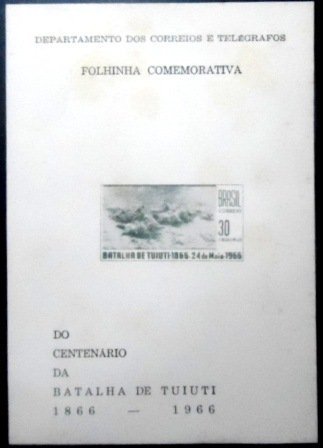 DEPARTAMENTO DOS CORREIOS E TELÉGRAFOS
FOLHINHA COMEMORATIVA
BRASIL
CORREIO
30
BATALHA DE TUIUTI-1866 24 de Maio-1966
DO
CENTENÁRIO
DA
BATALHA DE TUIUTI
1866 — 1966